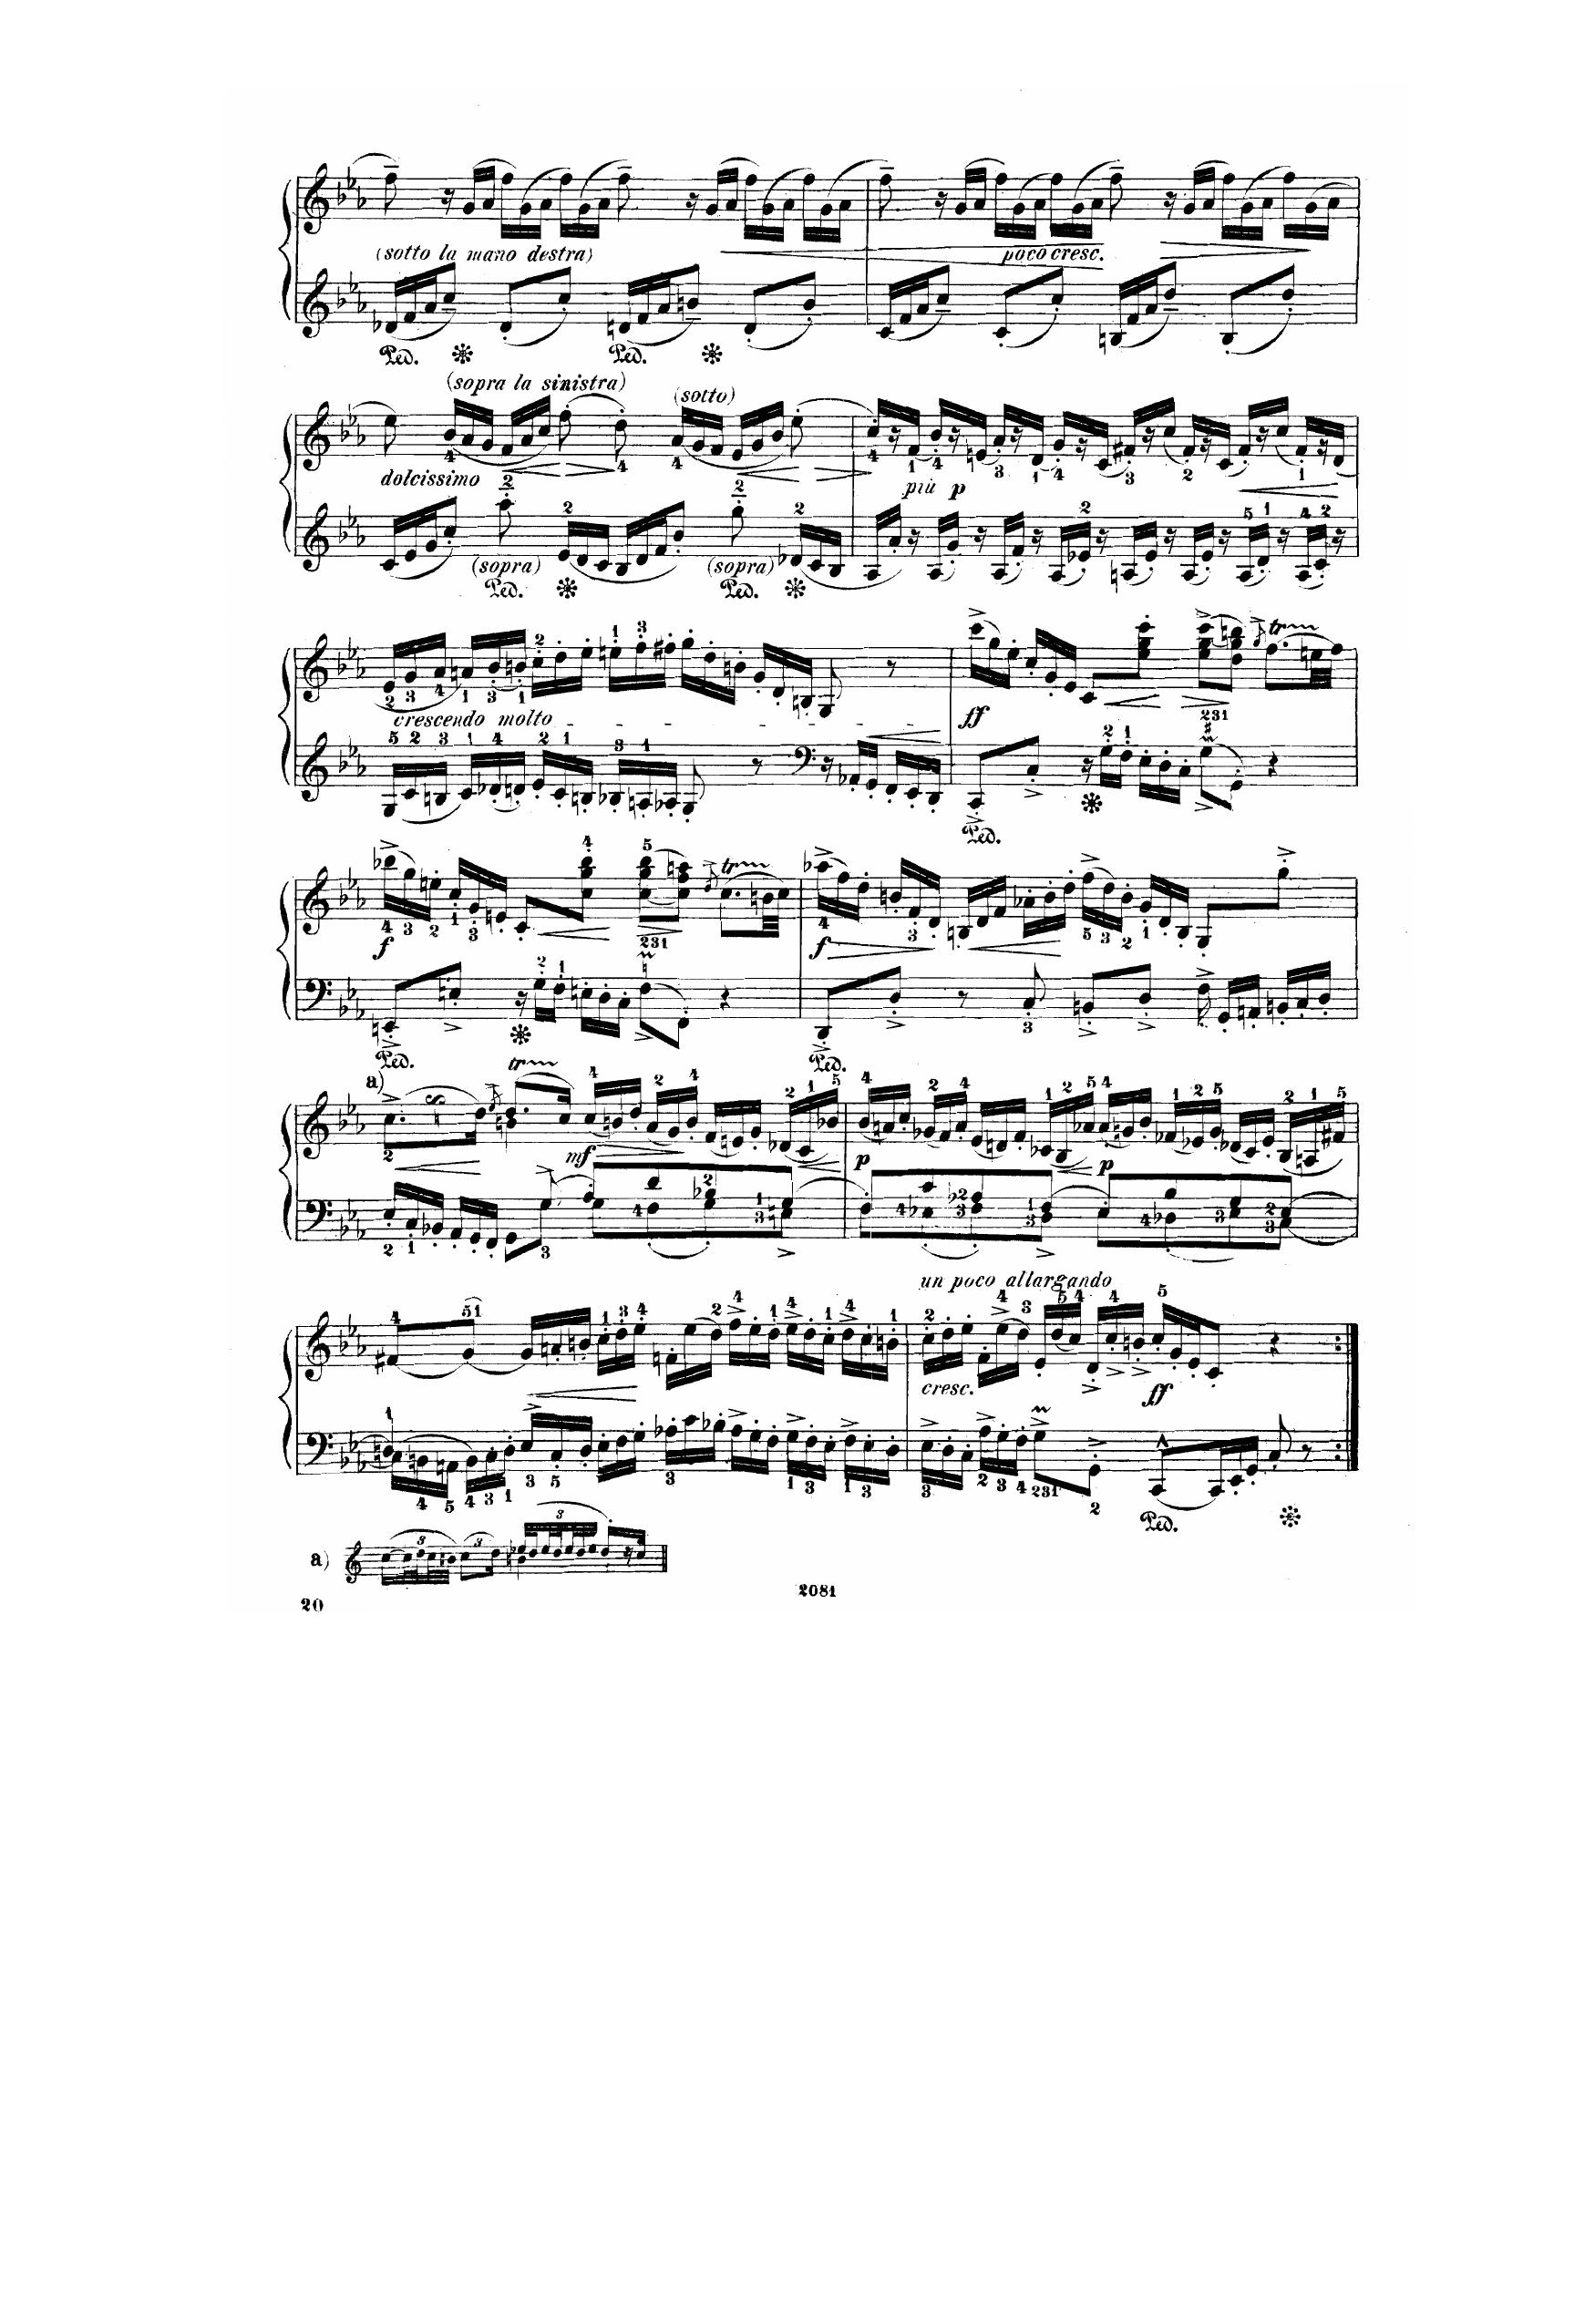 (sotto la mano destra)
poco cresc.
Ped. Ped.
(sopra la sinistra)
(sotto)
dolcissimo
più p
(sopra) (sopra)
Ped. Ped.
crescendo molto
ff
Ped.
f
f
Ped. Ped.
a)
mf
p
p
un poco allargando
cresc.
ff
Ped.
a)
2081
20